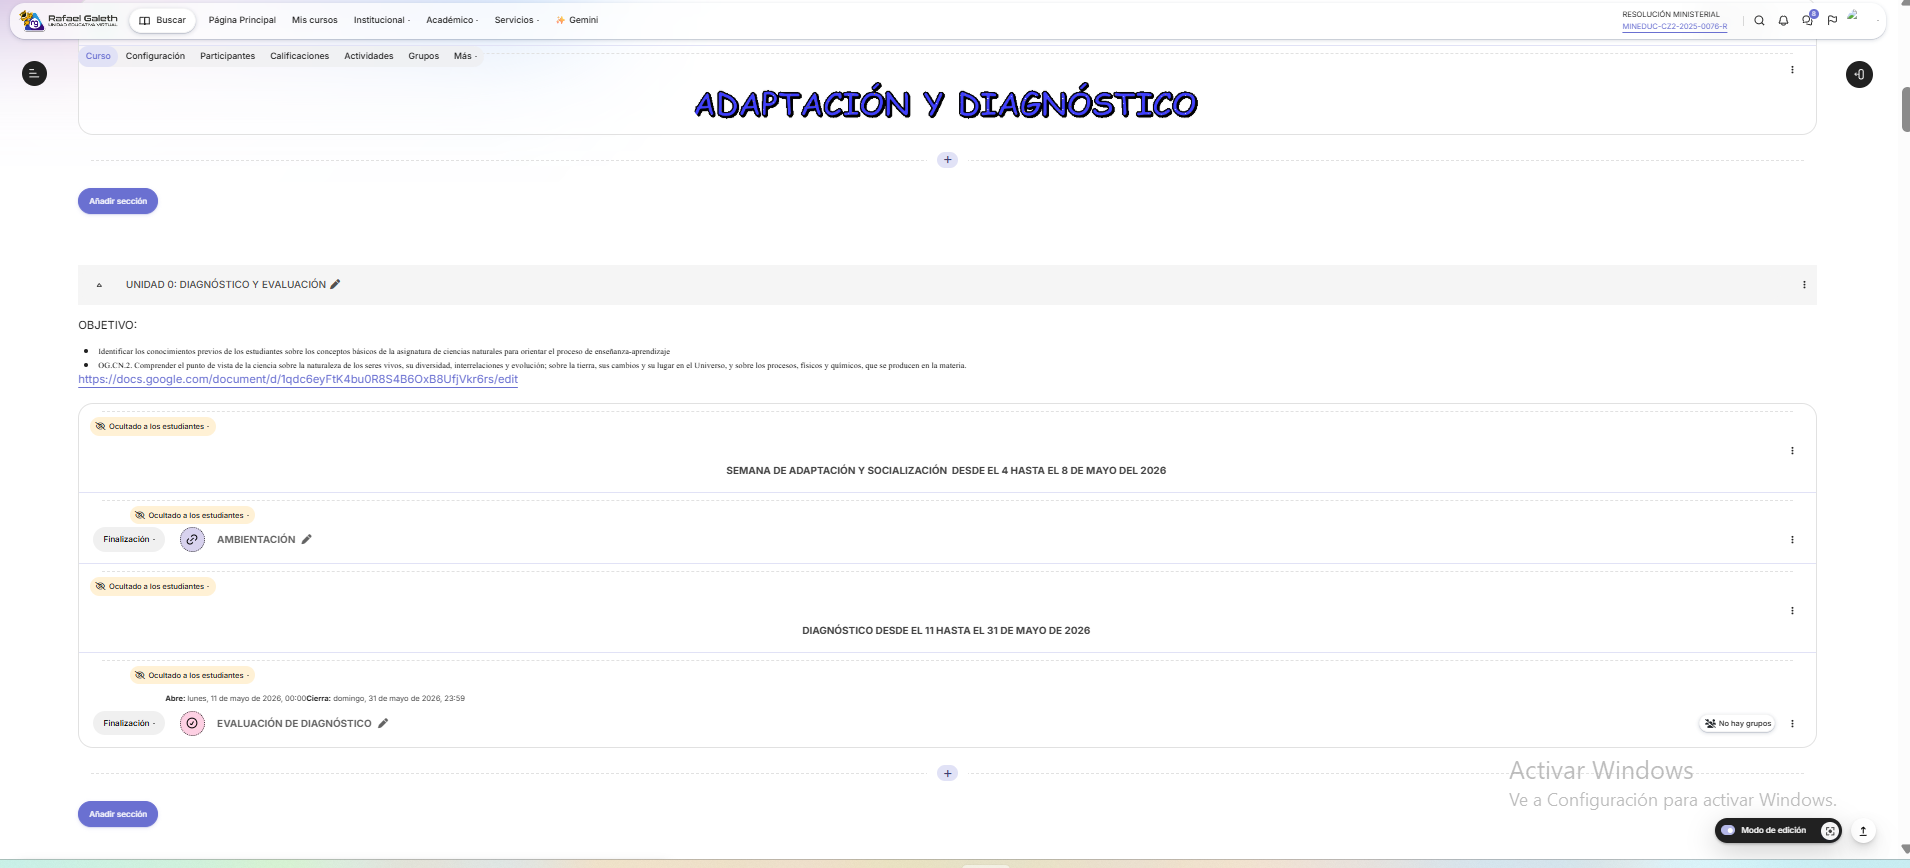 Rafael Galeth
UNIDAD EDUCATIVA VIRTUAL
Buscar
Página Principal
Mis cursos
Institucional
Académico
Servicios
Gemini
RESOLUCIÓN MINISTERIAL
MINEDUC-CZ2-2025-0076-R
8
Curso
Configuración
Participantes
Calificaciones
Actividades
Grupos
Más
ADAPTACIÓN Y DIAGNÓSTICO
+
Añadir sección
UNIDAD 0: DIAGNÓSTICO Y EVALUACIÓN
OBJETIVO:
Identificar los conocimientos previos de los estudiantes sobre los conceptos básicos de la asignatura de ciencias naturales para orientar el proceso de enseñanza-aprendizaje
OG.CN.2. Comprender el punto de vista de la ciencia sobre la naturaleza de los seres vivos, su diversidad, interrelaciones y evolución; sobre la tierra, sus cambios y su lugar en el Universo, y sobre los procesos, físicos y químicos, que se producen en la materia.
https://docs.google.com/document/d/1qdc6eyFtK4bu0R8S4B6OxB8UfjVkr6rs/edit
Ocultado a los estudiantes
SEMANA DE ADAPTACIÓN Y SOCIALIZACIÓN DESDE EL 4 HASTA EL 8 DE MAYO DEL 2026
Ocultado a los estudiantes
Finalización
AMBIENTACIÓN
Ocultado a los estudiantes
DIAGNÓSTICO DESDE EL 11 HASTA EL 31 DE MAYO DE 2026
Ocultado a los estudiantes
Abre: lunes, 11 de mayo de 2026, 00:00Cierra: domingo, 31 de mayo de 2026, 23:59
Finalización
EVALUACIÓN DE DIAGNÓSTICO
No hay grupos
+
Activar Windows
Ve a Configuración para activar Windows.
Añadir sección
Modo de edición